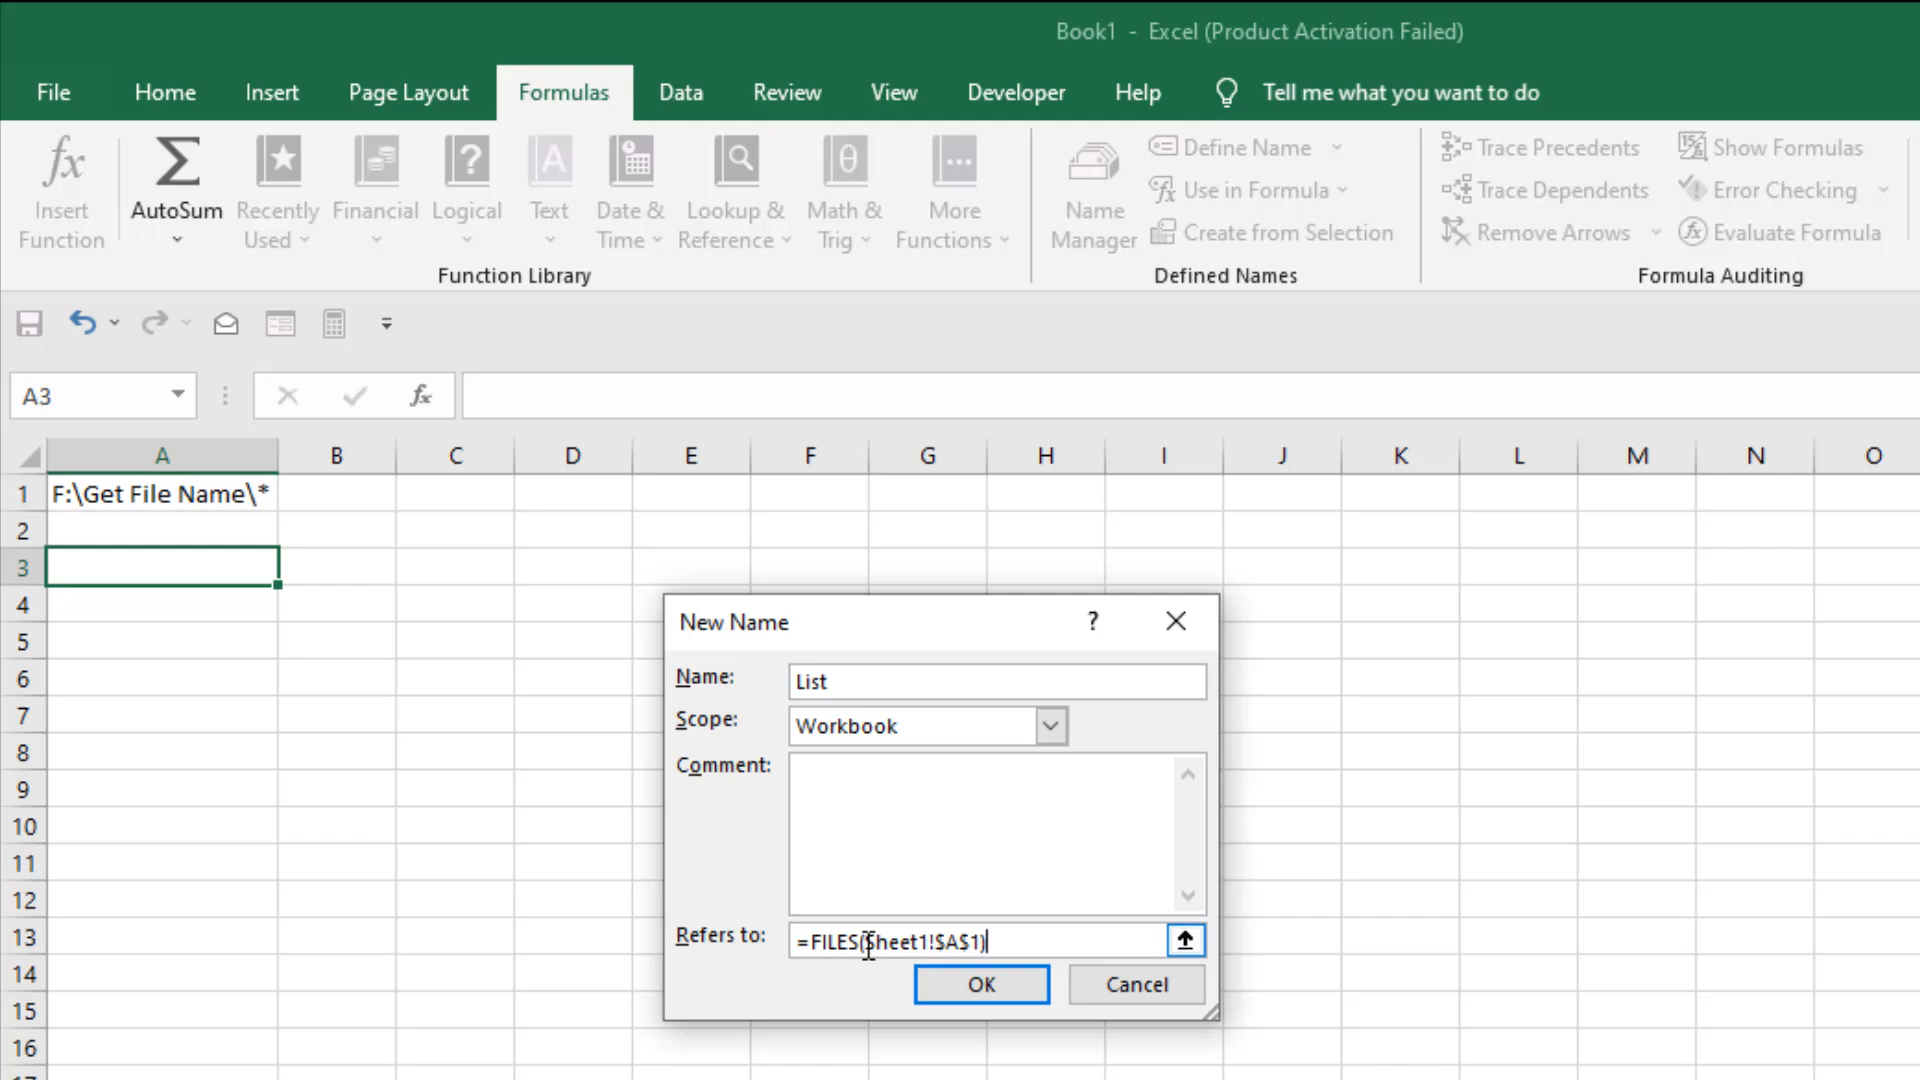 Book1 - Excel (Product Activation Failed)
File Home Insert Page Layout Formulas Data Review View Developer Help Tell me what you want to do
Insert Function
AutoSum
Recently Used
Financial
Logical
Text
Date & Time
Lookup & Reference
Math & Trig
More Functions
Function Library
Name Manager
Define Name
Use in Formula
Create from Selection
Defined Names
Trace Precedents
Trace Dependents
Remove Arrows
Show Formulas
Error Checking
Evaluate Formula
Formula Auditing
A3
fx
A B C D E F G H I J K L M N O
1 F:\Get File Name\*
2
3
4
5
6
7
8
9
10
11
12
13
14
15
16
New Name ?
Name: List
Scope: Workbook
Comment:
Refers to: =FILES(Sheet1!$A$1)
OK Cancel